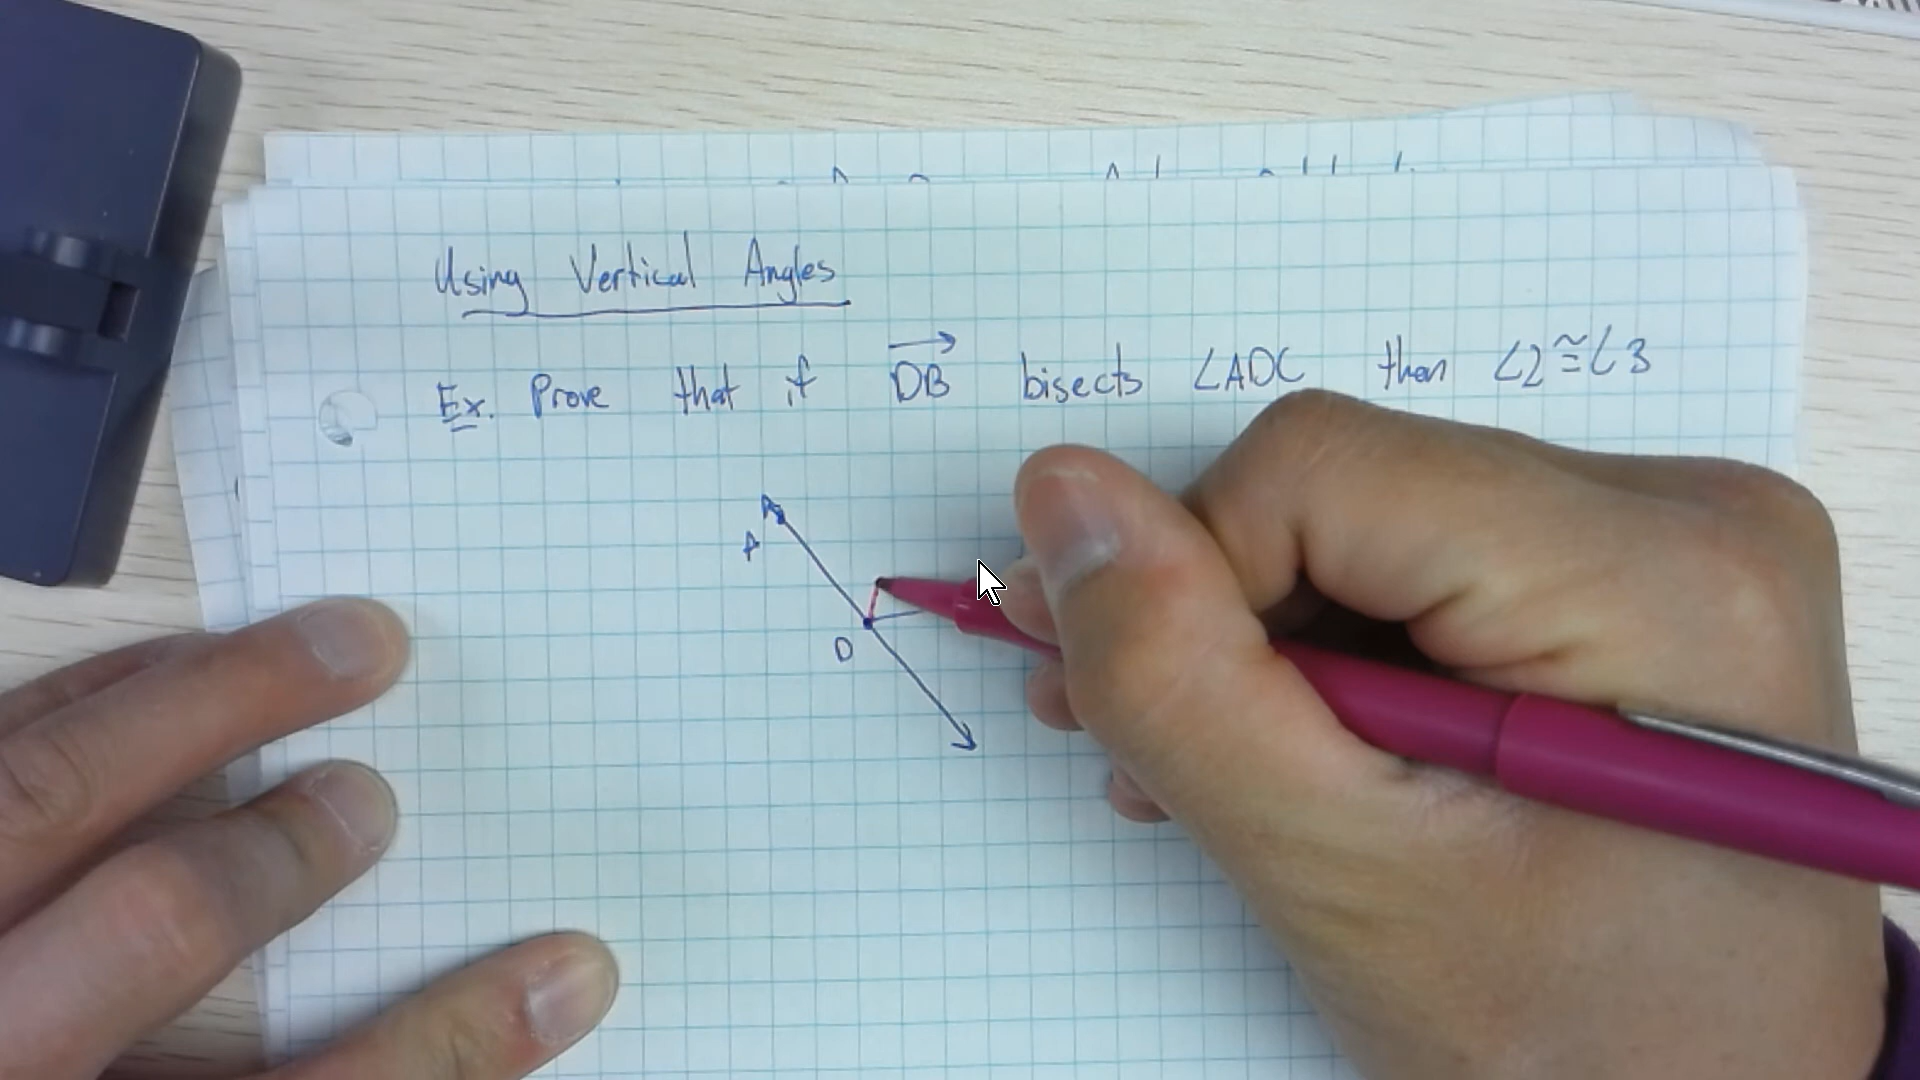 Using Vertical Angles
Ex. Prove that if DB bisects ∠ADC then ∠2≅∠3
A
D